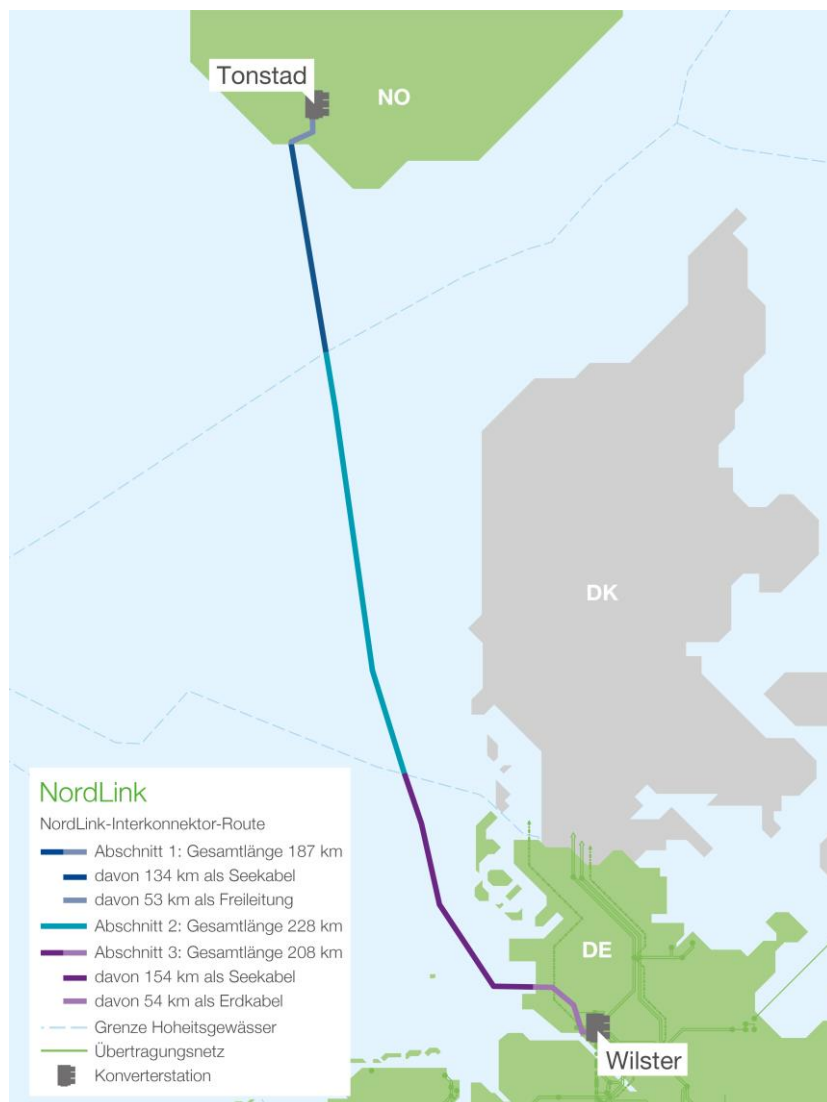 Tonstad
NO
DK
NordLink
NordLink-Interkonnektor-Route
Abschnitt 1: Gesamtlänge 187 km
davon 134 km als Seekabel
davon 53 km als Freileitung
Abschnitt 2: Gesamtlänge 228 km
Abschnitt 3: Gesamtlänge 208 km
davon 154 km als Seekabel
davon 54 km als Erdkabel
Grenze Hoheitsgewässer
Übertragungsnetz
Konverterstation
DE
Wilster